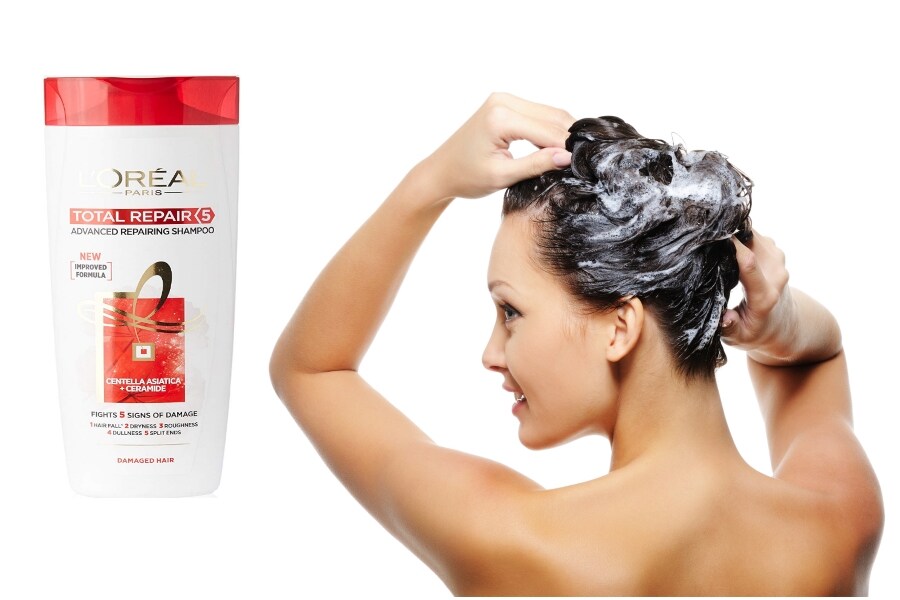 L'ORÉAL
PARIS
TOTAL REPAIR 5
ADVANCED REPAIRING SHAMPOO
NEW
IMPROVED
FORMULA
CENTELLA ASIATICA
+ CERAMIDE
FIGHTS 5 SIGNS OF DAMAGE
1 HAIR FALL* 2 DRYNESS 3 ROUGHNESS
4 DULLNESS 5 SPLIT ENDS
DAMAGED HAIR